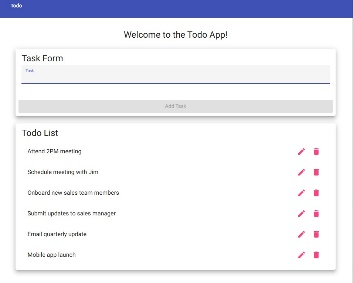 Todo
Welcome to the Todo App!
Task Form
Task
Add Task
Todo List
Attend 2PM meeting
Schedule meeting with Jim
Onboard new sales team members
Submit updates to sales manager
Email quarterly update
Mobile app launch